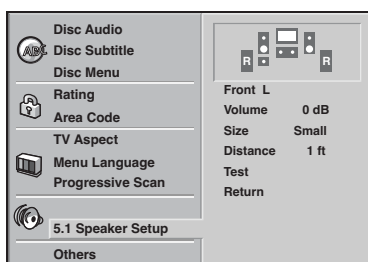 Disc Audio
ABC
Disc Subtitle
Disc Menu
Rating
Area Code
TV Aspect
Menu Language
Progressive Scan
5.1 Speaker Setup
Others
R R
Front L
Volume 0 dB
Size Small
Distance 1 ft
Test
Return